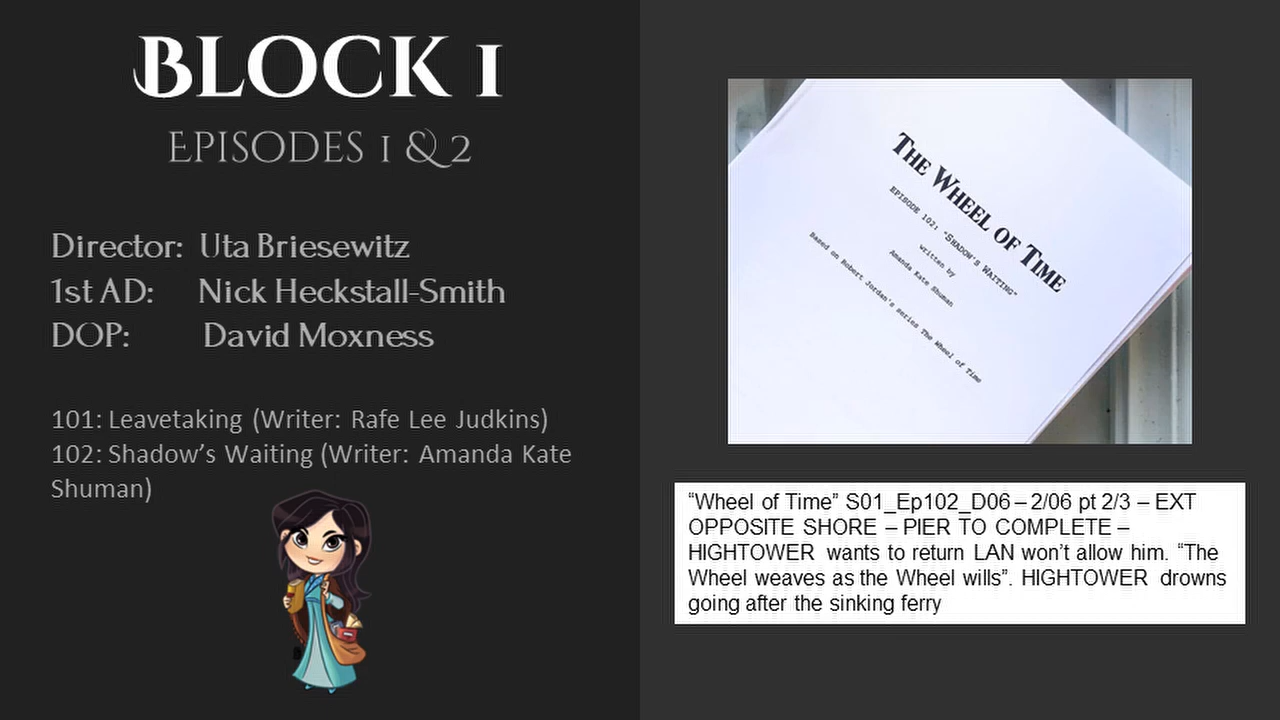 BLOCK 1
EPISODES 1 & 2
Director: Uta Briesewitz
1st AD: Nick Heckstall-Smith
DOP: David Moxness
101: Leavetaking (Writer: Rafe Lee Judkins)
102: Shadow’s Waiting (Writer: Amanda Kate
Shuman)
THE WHEEL OF TIME
EPISODE 102: "SHADOW'S WAITING"
written by
Amanda Kate Shuman
Based on Robert Jordan's series The Wheel of Time
“Wheel of Time” S01_Ep102_D06 – 2/06 pt 2/3 – EXT
OPPOSITE SHORE – PIER TO COMPLETE –
HIGHTOWER wants to return LAN won’t allow him. “The
Wheel weaves as the Wheel wills”. HIGHTOWER drowns
going after the sinking ferry